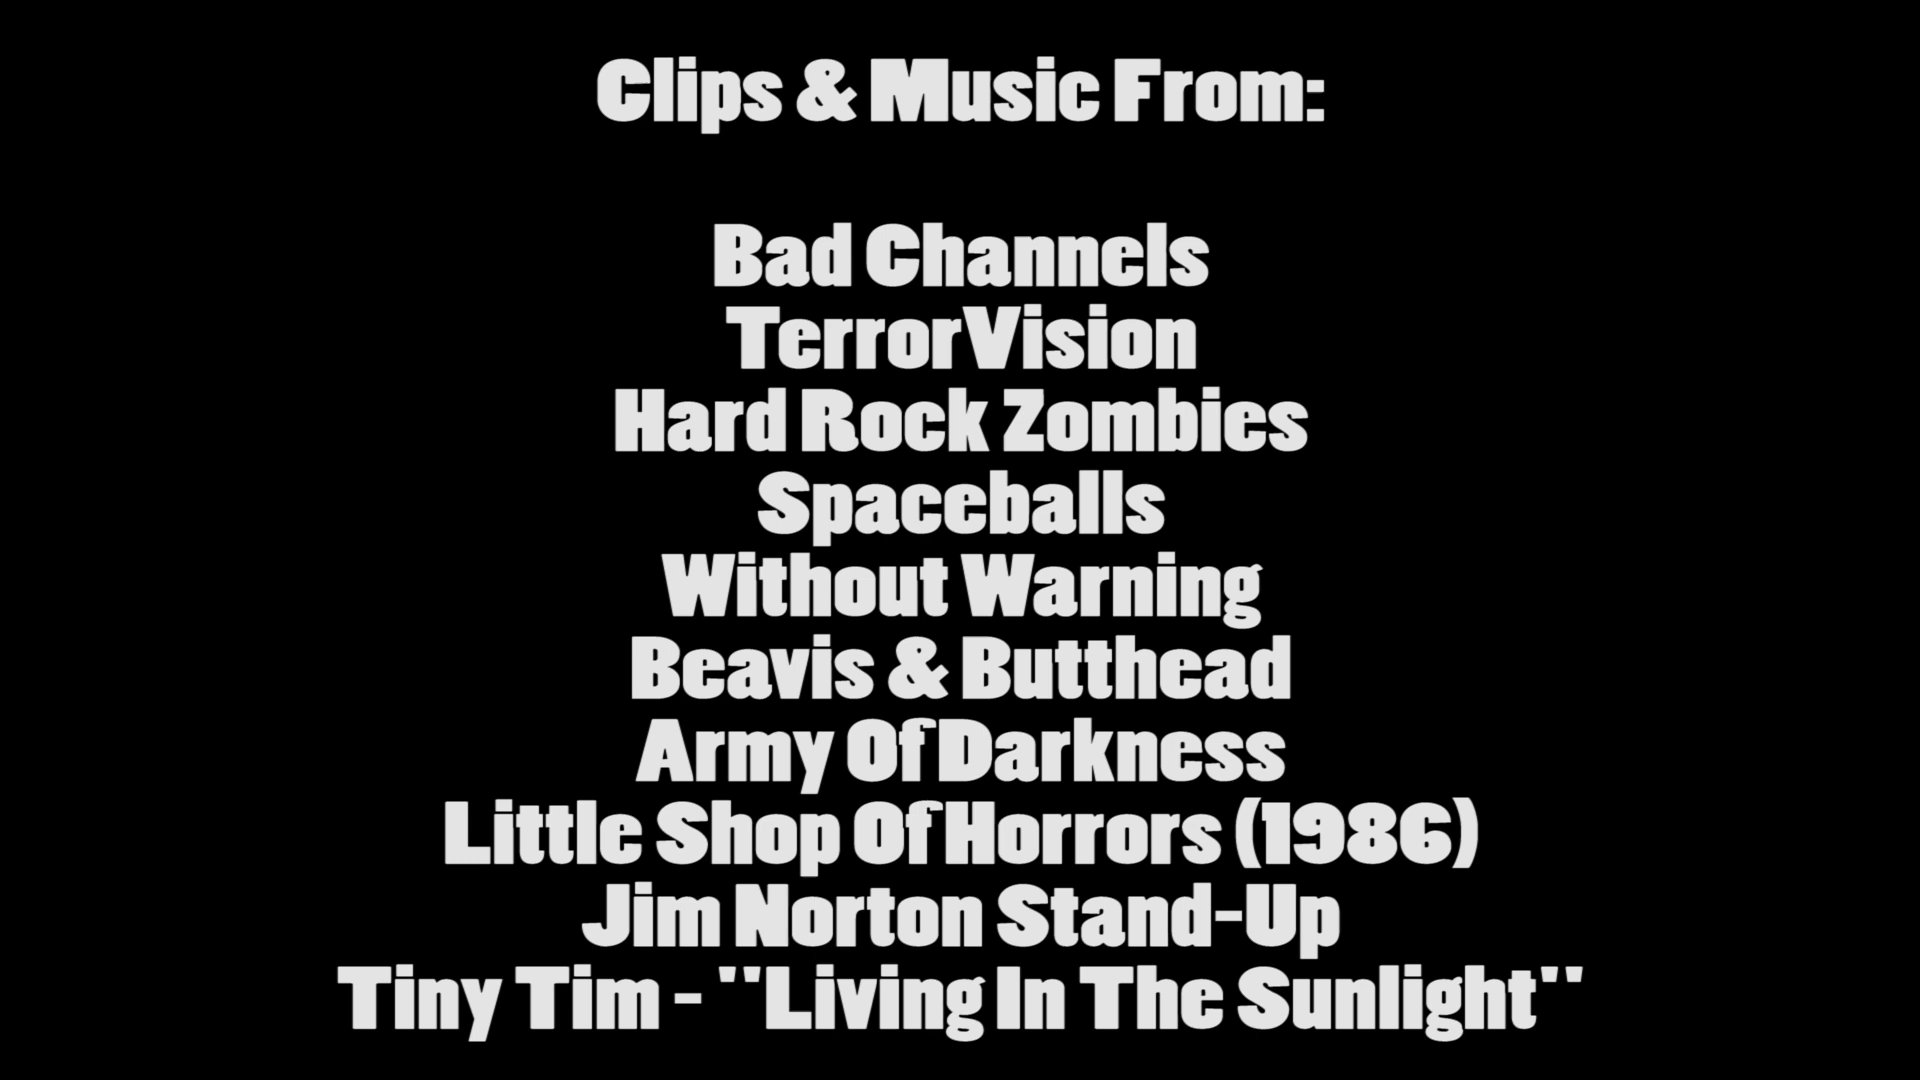 Clips & Music From:
Bad Channels
TerrorVision
Hard Rock Zombies
Spaceballs
Without Warning
Beavis & Butthead
Army Of Darkness
Little Shop Of Horrors (1986)
Jim Norton Stand-Up
Tiny Tim - "Living In The Sunlight"